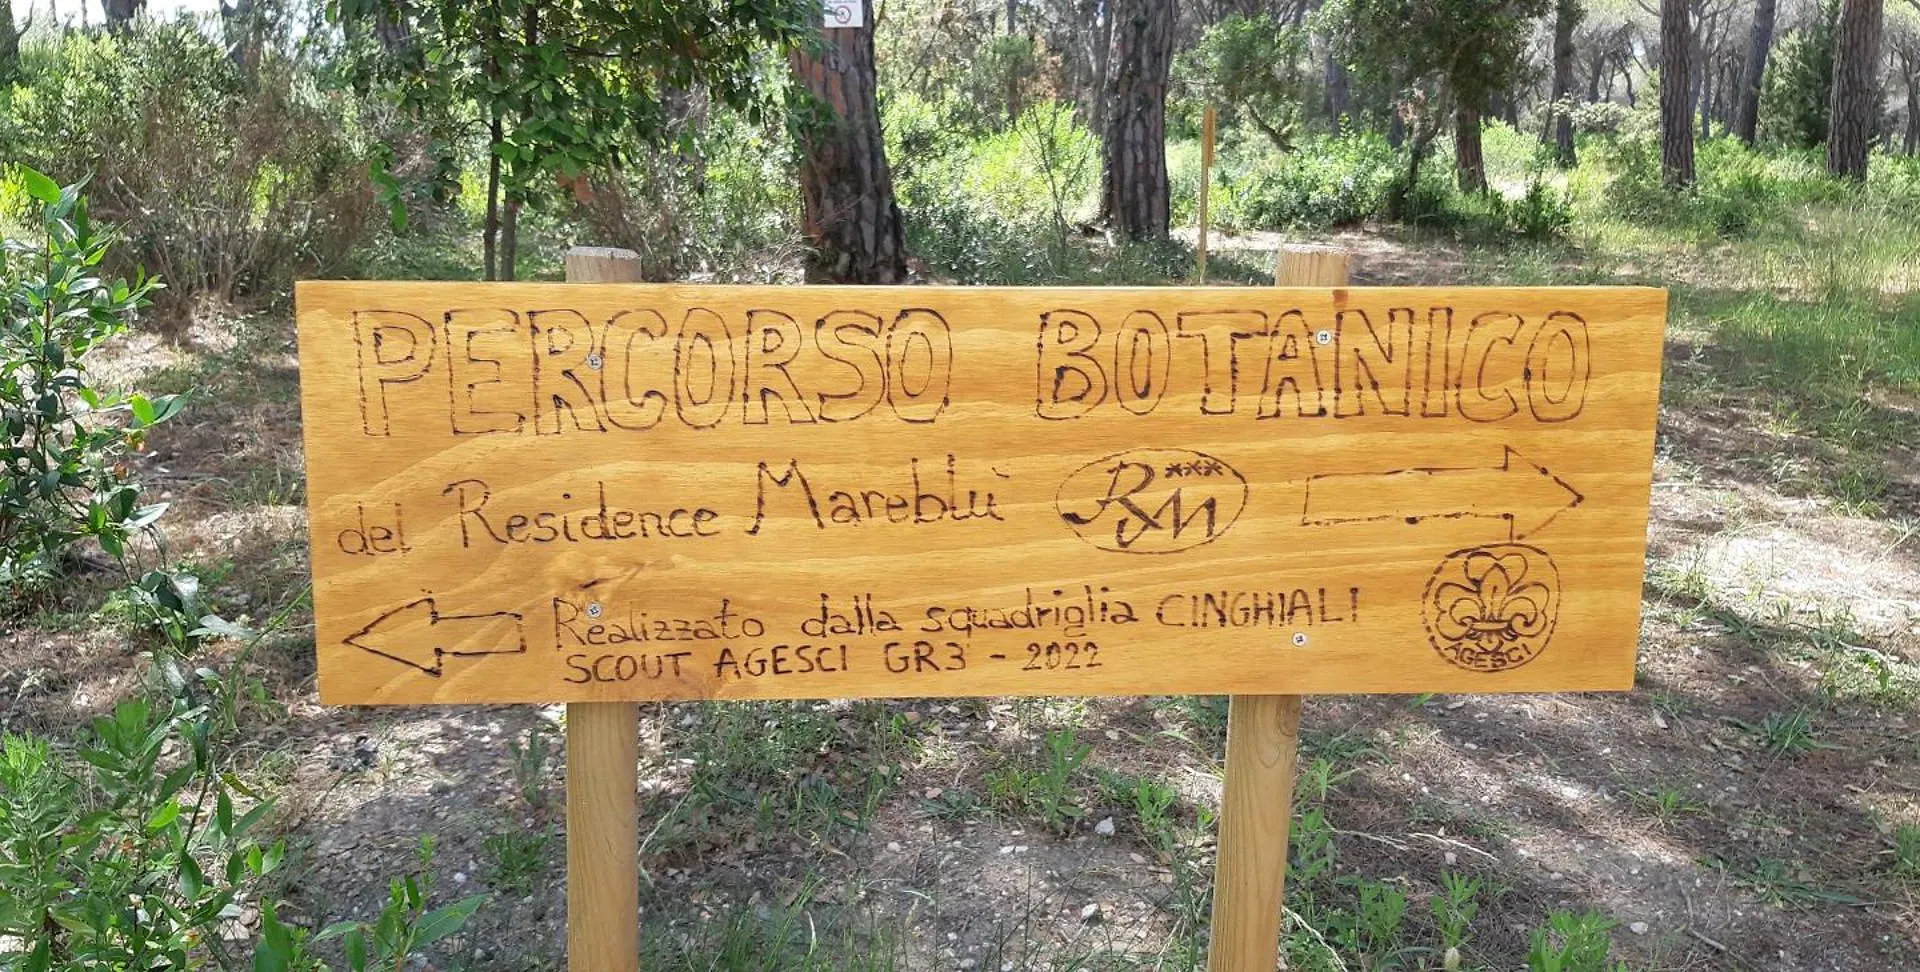 PERCORSO BOTANICO
del Residence Mareblù RM ***
Realizzato dalla squadriglia CINGHIALI
SCOUT AGESCI GR3 - 2022
AGESCI